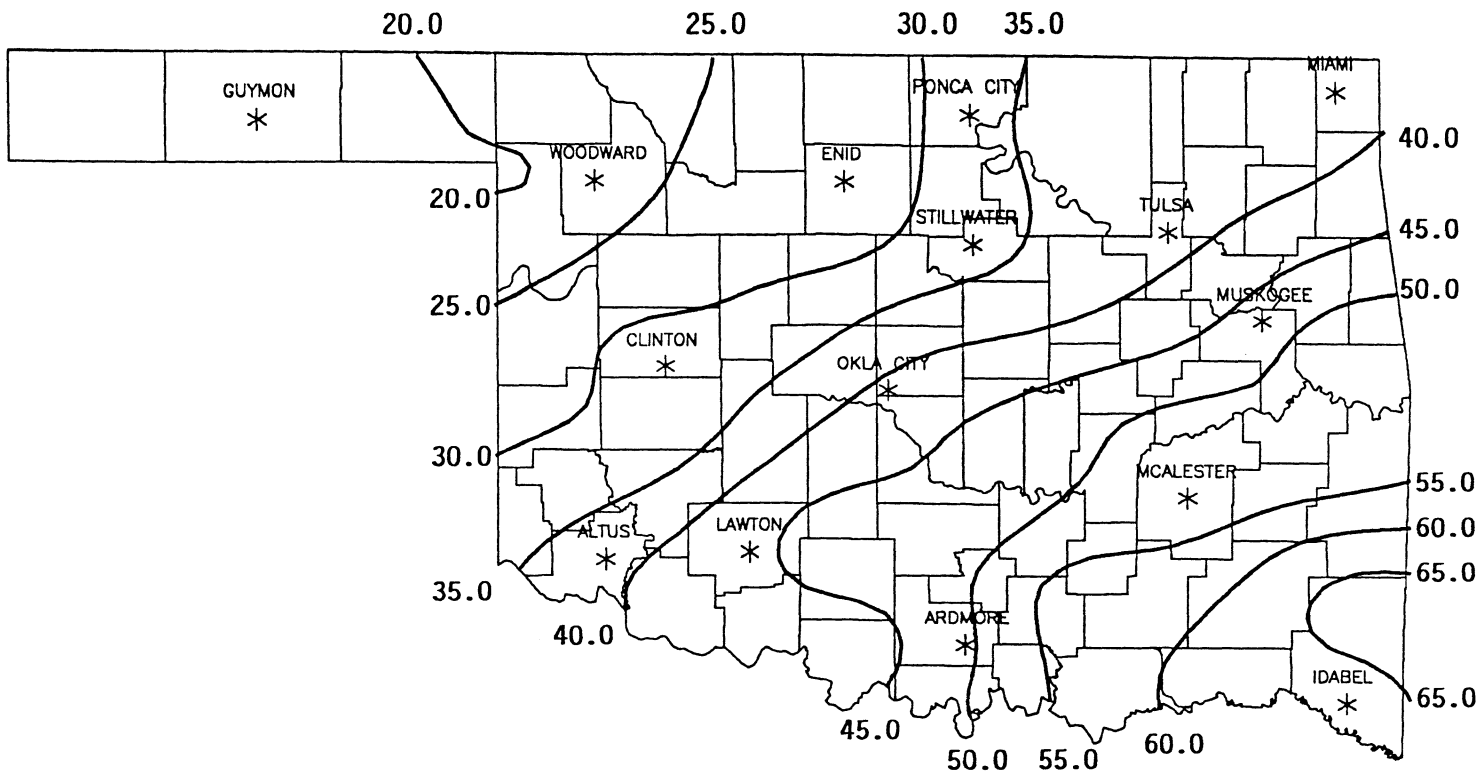 20.0 25.0 30.0 35.0
MIAMI
GUYMON
PONCA CITY
40.0
WOODWARD
ENID
20.0
STILLWATER
TULSA
45.0
25.0
MUSKOGEE
50.0
CLINTON
OKLA CITY
30.0
MCALESTER
55.0
ALTUS
LAWTON
60.0
65.0
35.0
ARDMORE
40.0
IDABEL
65.0
45.0
50.0
55.0
60.0